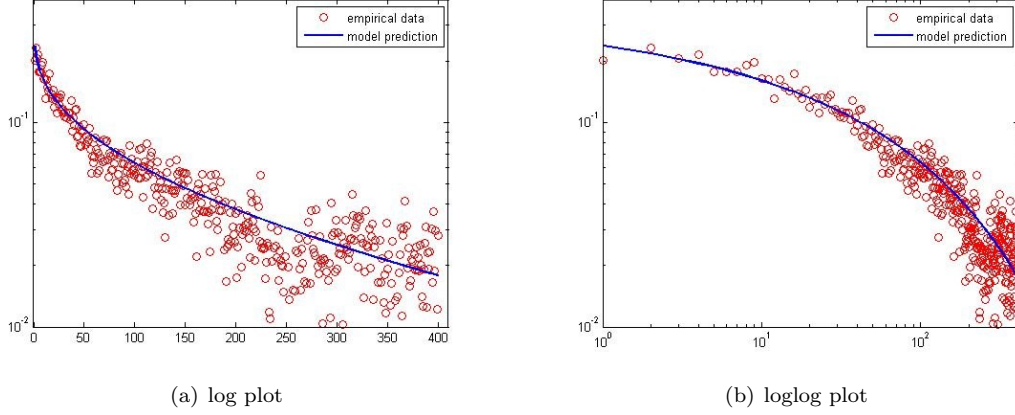 empirical data
model prediction
10^-1
10^-2
0 50 100 150 200 250 300 350 400
(a) log plot
empirical data
model prediction
10^-1
10^-2
10^0 10^1 10^2
(b) loglog plot